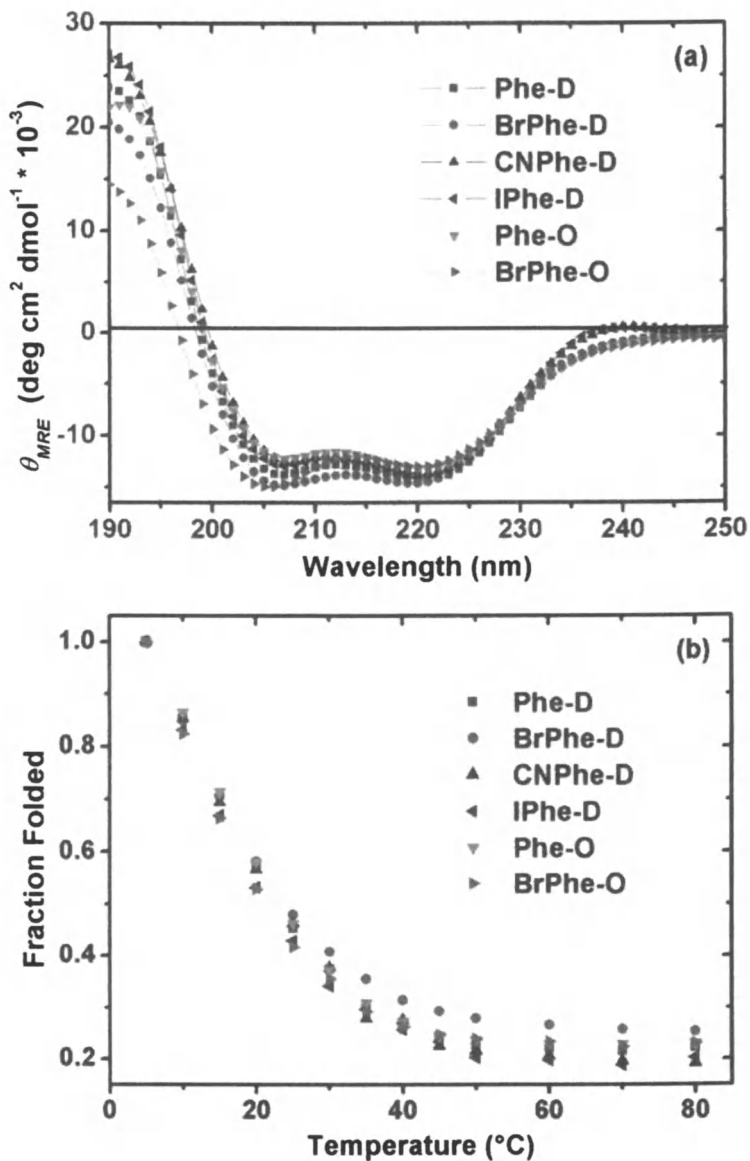 (a)
30
20
10
0
-10
θMRE (deg cm² dmol⁻¹ * 10⁻³)
Phe-D
BrPhe-D
CNPhe-D
IPhe-D
Phe-O
BrPhe-O
190 200 210 220 230 240 250
Wavelength (nm)
(b)
1.0
0.8
0.6
0.4
0.2
Fraction Folded
Phe-D
BrPhe-D
CNPhe-D
IPhe-D
Phe-O
BrPhe-O
0 20 40 60 80
Temperature (°C)